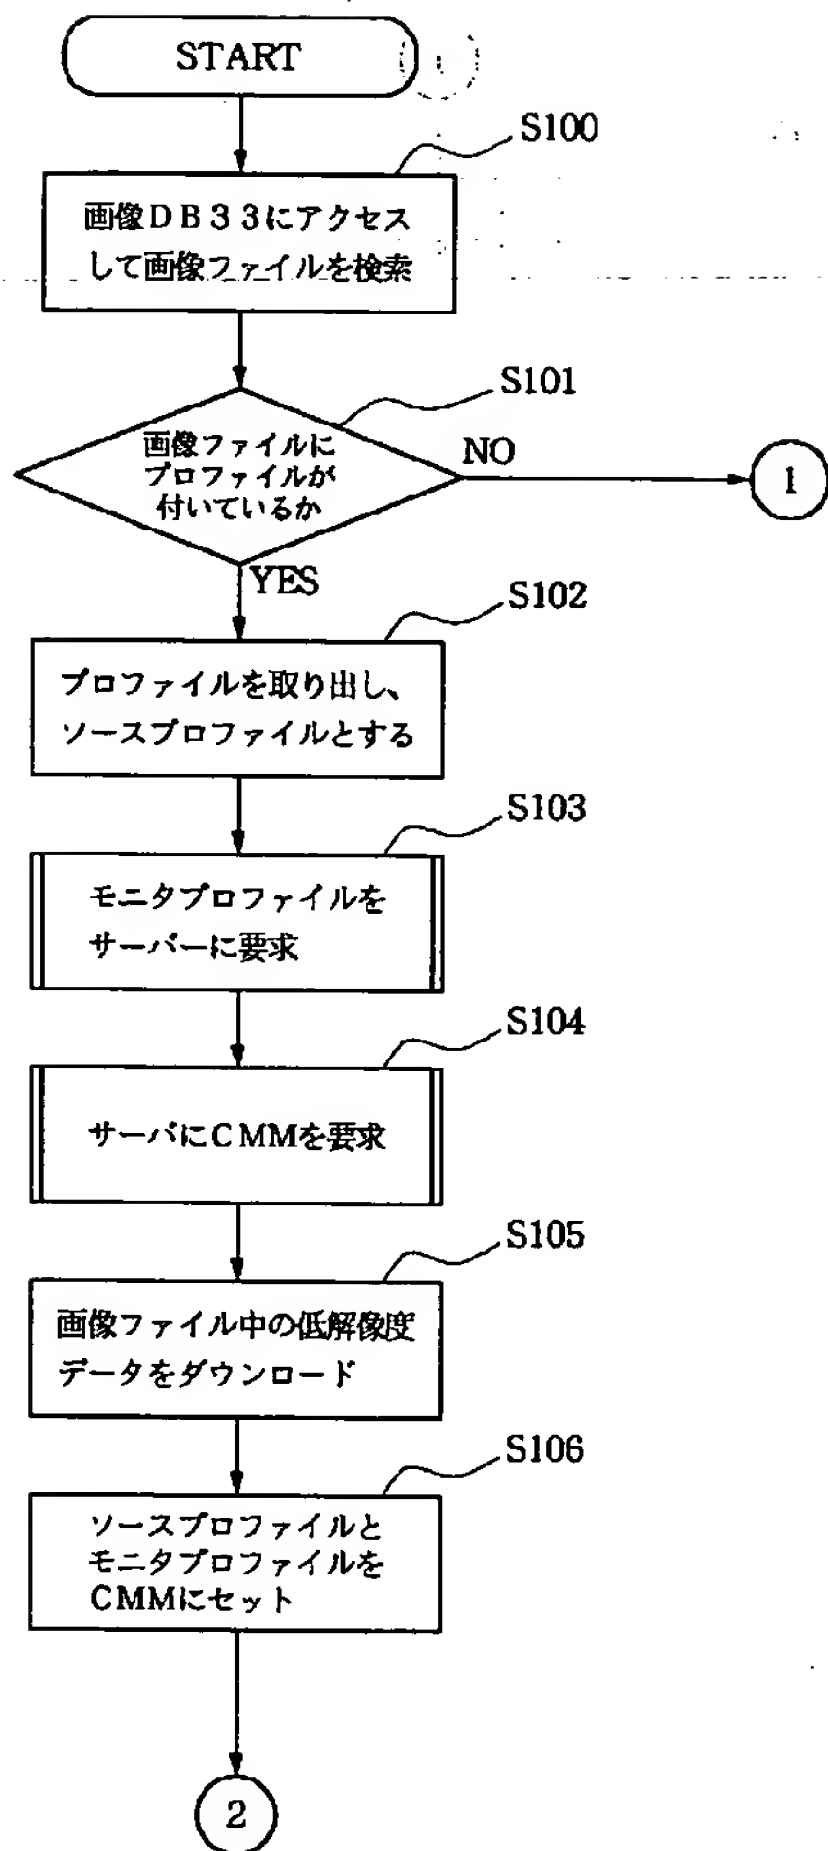 START
S100
画像DB33にアクセス
して画像ファイルを検索
S101
画像ファイルに
プロファイルが
付いているか
NO
1
YES
S102
プロファイルを取り出し、
ソースプロファイルとする
S103
モニタプロファイルを
サーバーに要求
S104
サーバにCMMを要求
S105
画像ファイル中の低解像度
データをダウンロード
S106
ソースプロファイルと
モニタプロファイルを
CMMにセット
2